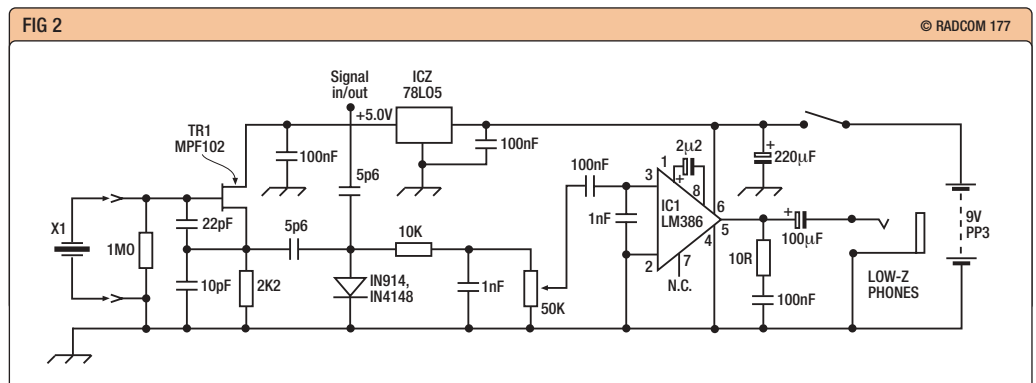 FIG 2
© RADCOM 177
Signal
in/out
ICZ
78L05
+5.0V
TR1
MPF102
100nF
100nF
5p6
100nF
2µ2
+
1
8
3
IC1
LM386
2
6
5
4
7
N.C.
+
220µF
X1
1M0
22pF
10pF
2K2
5p6
10K
IN914,
IN4148
1nF
50K
1nF
+
100µF
10R
100nF
LOW-Z
PHONES
9V
PP3
+